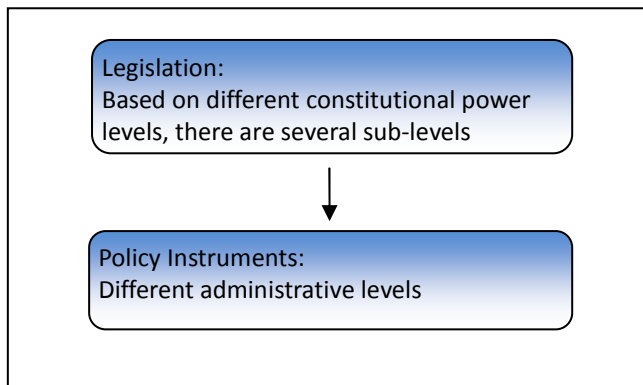 Legislation:
Based on different constitutional power
levels, there are several sub-levels
Policy Instruments:
Different administrative levels